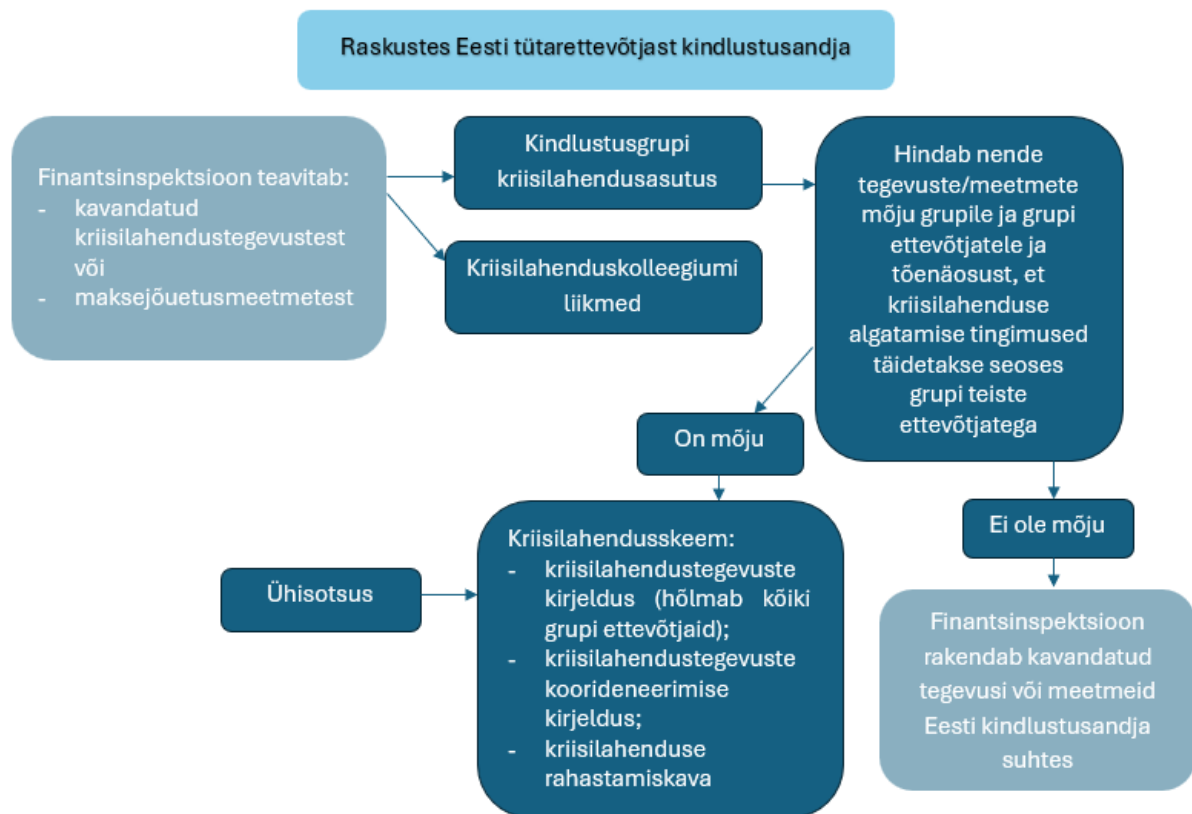 Raskustes Eesti tütarettevõtjast kindlustusandja
Finantsinspektsioon teavitab:
- kavandatud
kriisilahendustegevustest
või
- maksejõuetusmeetmetest
Kindlustusgrupi
kriisilahendusasutus
Kriisilahenduskolleegiumi
liikmed
Hindab nende
tegevuste/meetmete
mõju grupile ja grupi
ettevõtjatele ja
tõenäosust, et
kriisilahenduse
algatamise tingimused
täidetakse seoses
grupi teiste
ettevõtjatega
On mõju
Ei ole mõju
Ühisotsus
Kriisilahendusskeem:
- kriisilahendustegevuste
kirjeldus (hõlmab kõiki
grupi ettevõtjaid);
- kriisilahendustegevuste
koorideneerimise
kirjeldus;
- kriisilahenduse
rahastamiskava
Finantsinspektsioon
rakendab kavandatud
tegevusi või meetmeid
Eesti kindlustusandja
suhtes